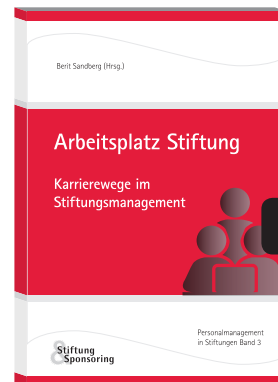 Berit Sandberg (Hrsg.)
Arbeitsplatz Stiftung
Karrierewege im
Stiftungsmanagement
Personalmanagement
in Stiftungen Band 3
Stiftung
& Sponsoring